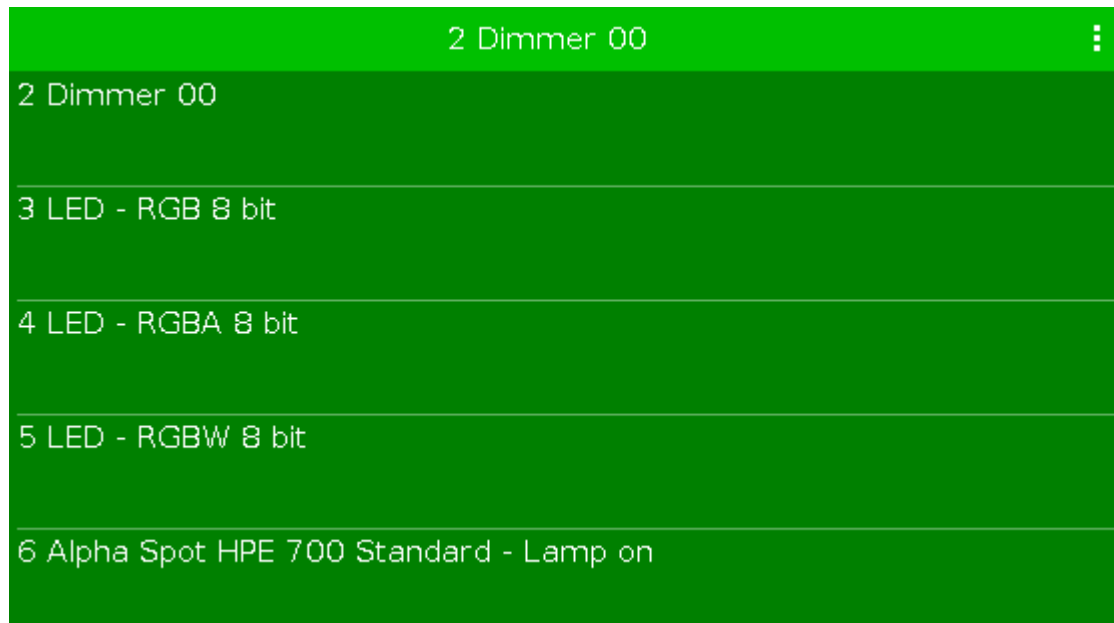 2 Dimmer 00
2 Dimmer 00
3 LED - RGB 8 bit
4 LED - RGBA 8 bit
5 LED - RGBW 8 bit
6 Alpha Spot HPE 700 Standard - Lamp on